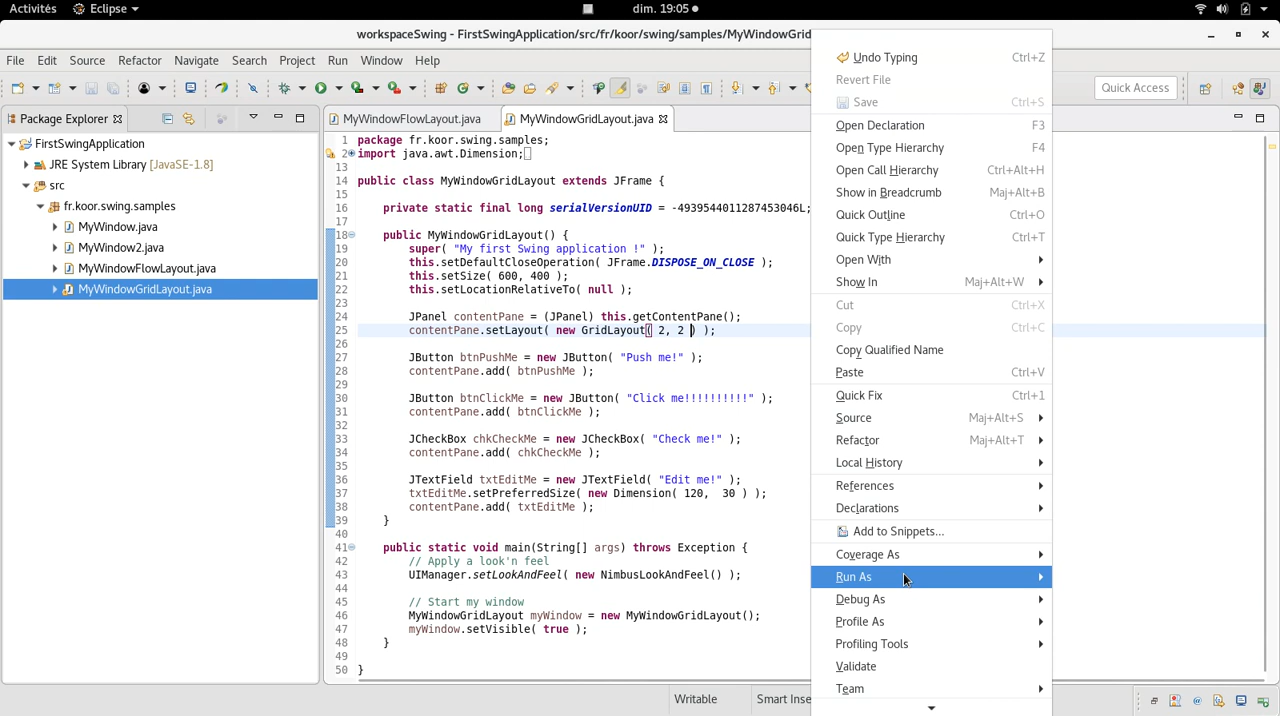 Activités Eclipse dim. 19:05
workspaceSwing - FirstSwingApplication/src/fr/koor/swing/samples/MyWindowGrid
File Edit Source Refactor Navigate Search Project Run Window Help
Quick Access
Package Explorer
FirstSwingApplication
JRE System Library [JavaSE-1.8]
src
fr.koor.swing.samples
MyWindow.java
MyWindow2.java
MyWindowFlowLayout.java
MyWindowGridLayout.java
MyWindowFlowLayout.java MyWindowGridLayout.java
1 package fr.koor.swing.samples;
2 import java.awt.Dimension;
13
14 public class MyWindowGridLayout extends JFrame {
15
16 private static final long serialVersionUID = -4939544011287453046L;
17
18 public MyWindowGridLayout() {
19 super( "My first Swing application !" );
20 this.setDefaultCloseOperation( JFrame.DISPOSE_ON_CLOSE );
21 this.setSize( 600, 400 );
22 this.setLocationRelativeTo( null );
23
24 JPanel contentPane = (JPanel) this.getContentPane();
25 contentPane.setLayout( new GridLayout( 2, 2 ) );
26
27 JButton btnPushMe = new JButton( "Push me!" );
28 contentPane.add( btnPushMe );
29
30 JButton btnClickMe = new JButton( "Click me!!!!!!!!!!" );
31 contentPane.add( btnClickMe );
32
33 JCheckBox chkCheckMe = new JCheckBox( "Check me!" );
34 contentPane.add( chkCheckMe );
35
36 JTextField txtEditMe = new JTextField( "Edit me!" );
37 txtEditMe.setPreferredSize( new Dimension( 120, 30 ) );
38 contentPane.add( txtEditMe );
39 }
40
41 public static void main(String[] args) throws Exception {
42 // Apply a look'n feel
43 UIManager.setLookAndFeel( new NimbusLookAndFeel() );
44
45 // Start my window
46 MyWindowGridLayout myWindow = new MyWindowGridLayout();
47 myWindow.setVisible( true );
48 }
49
50 }
Undo Typing Ctrl+Z
Revert File
Save Ctrl+S
Open Declaration F3
Open Type Hierarchy F4
Open Call Hierarchy Ctrl+Alt+H
Show in Breadcrumb Maj+Alt+B
Quick Outline Ctrl+O
Quick Type Hierarchy Ctrl+T
Open With
Show In Maj+Alt+W
Cut Ctrl+X
Copy Ctrl+C
Copy Qualified Name
Paste Ctrl+V
Quick Fix Ctrl+1
Source Maj+Alt+S
Refactor Maj+Alt+T
Local History
References
Declarations
Add to Snippets...
Coverage As
Run As
Debug As
Profile As
Profiling Tools
Validate
Team
Writable Smart Inse